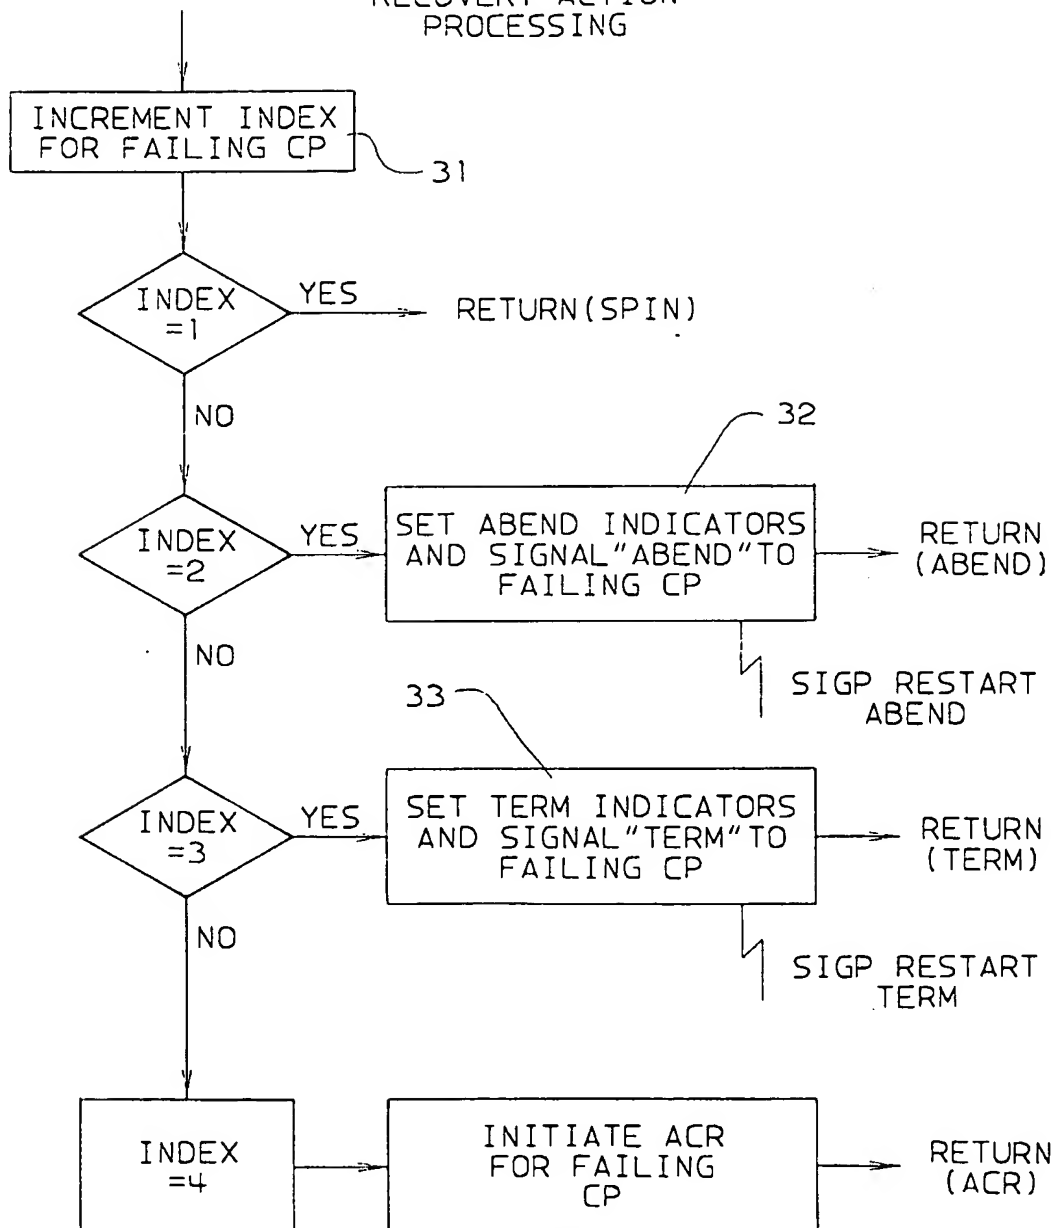 RECOVERY ACTION
PROCESSING
INCREMENT INDEX
FOR FAILING CP
31
INDEX
=1
YES
RETURN(SPIN)
NO
32
INDEX
=2
YES
SET ABEND INDICATORS
AND SIGNAL"ABEND"TO
FAILING CP
RETURN
(ABEND)
NO
SIGP RESTART
ABEND
33
INDEX
=3
YES
SET TERM INDICATORS
AND SIGNAL"TERM"TO
FAILING CP
RETURN
(TERM)
NO
SIGP RESTART
TERM
INDEX
=4
INITIATE ACR
FOR FAILING
CP
RETURN
(ACR)